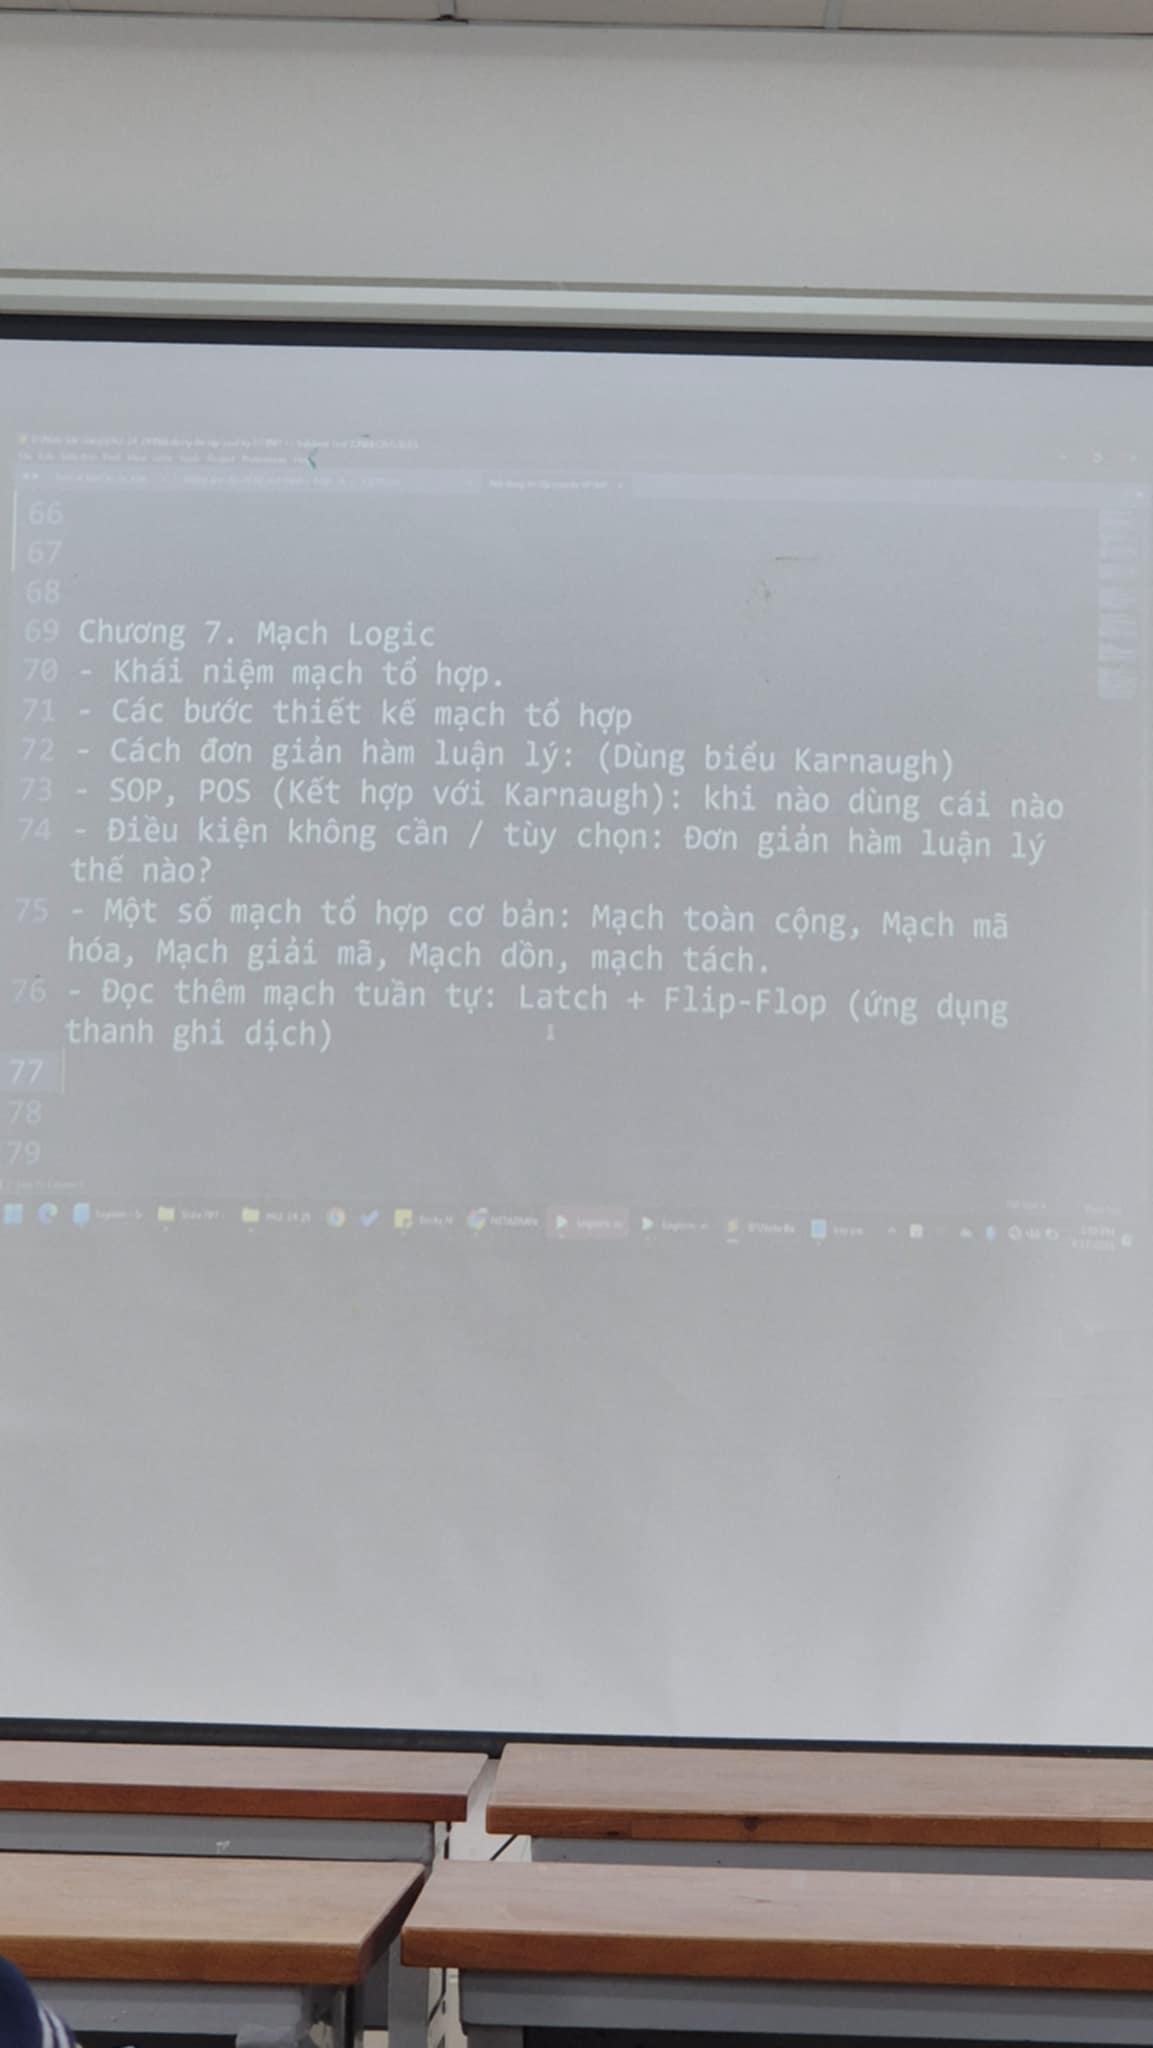 66
67
68
69 Chương 7. Mạch Logic
70 - Khái niệm mạch tổ hợp.
71 - Các bước thiết kế mạch tổ hợp
72 - Cách đơn giản hàm luận lý: (Dùng biểu Karnaugh)
73 - SOP, POS (Kết hợp với Karnaugh): khi nào dùng cái nào
74 - Điều kiện không cần / tùy chọn: Đơn giản hàm luận lý
thế nào?
75 - Một số mạch tổ hợp cơ bản: Mạch toàn cộng, Mạch mã
hóa, Mạch giải mã, Mạch dồn, mạch tách.
76 - Đọc thêm mạch tuần tự: Latch + Flip-Flop (ứng dụng
thanh ghi dịch)
77
78
79